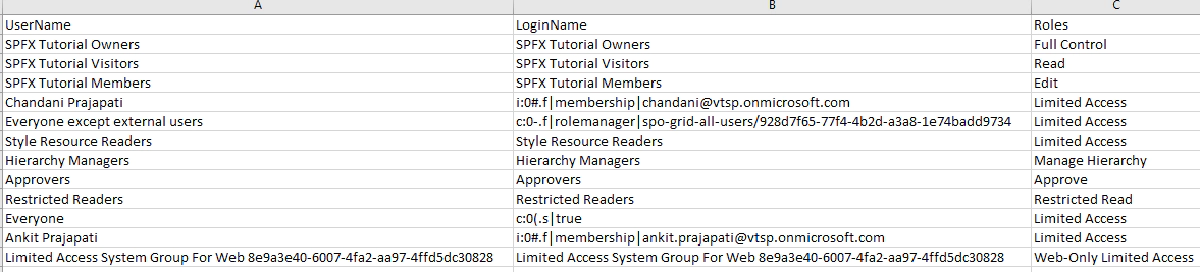 A B C
UserName LoginName Roles
SPFX Tutorial Owners SPFX Tutorial Owners Full Control
SPFX Tutorial Visitors SPFX Tutorial Visitors Read
SPFX Tutorial Members SPFX Tutorial Members Edit
Chandani Prajapati i:0#.f|membership|chandani@vtsp.onmicrosoft.com Limited Access
Everyone except external users c:0-.f|rolemanager|spo-grid-all-users/928d7f65-77f4-4b2d-a3a8-1e74badd9734 Limited Access
Style Resource Readers Style Resource Readers Limited Access
Hierarchy Managers Hierarchy Managers Manage Hierarchy
Approvers Approvers Approve
Restricted Readers Restricted Readers Restricted Read
Everyone c:0(.s|true Limited Access
Ankit Prajapati i:0#.f|membership|ankit.prajapati@vtsp.onmicrosoft.com Limited Access
Limited Access System Group For Web 8e9a3e40-6007-4fa2-aa97-4ffd5dc30828 Limited Access System Group For Web 8e9a3e40-6007-4fa2-aa97-4ffd5dc30828 Web-Only Limited Access